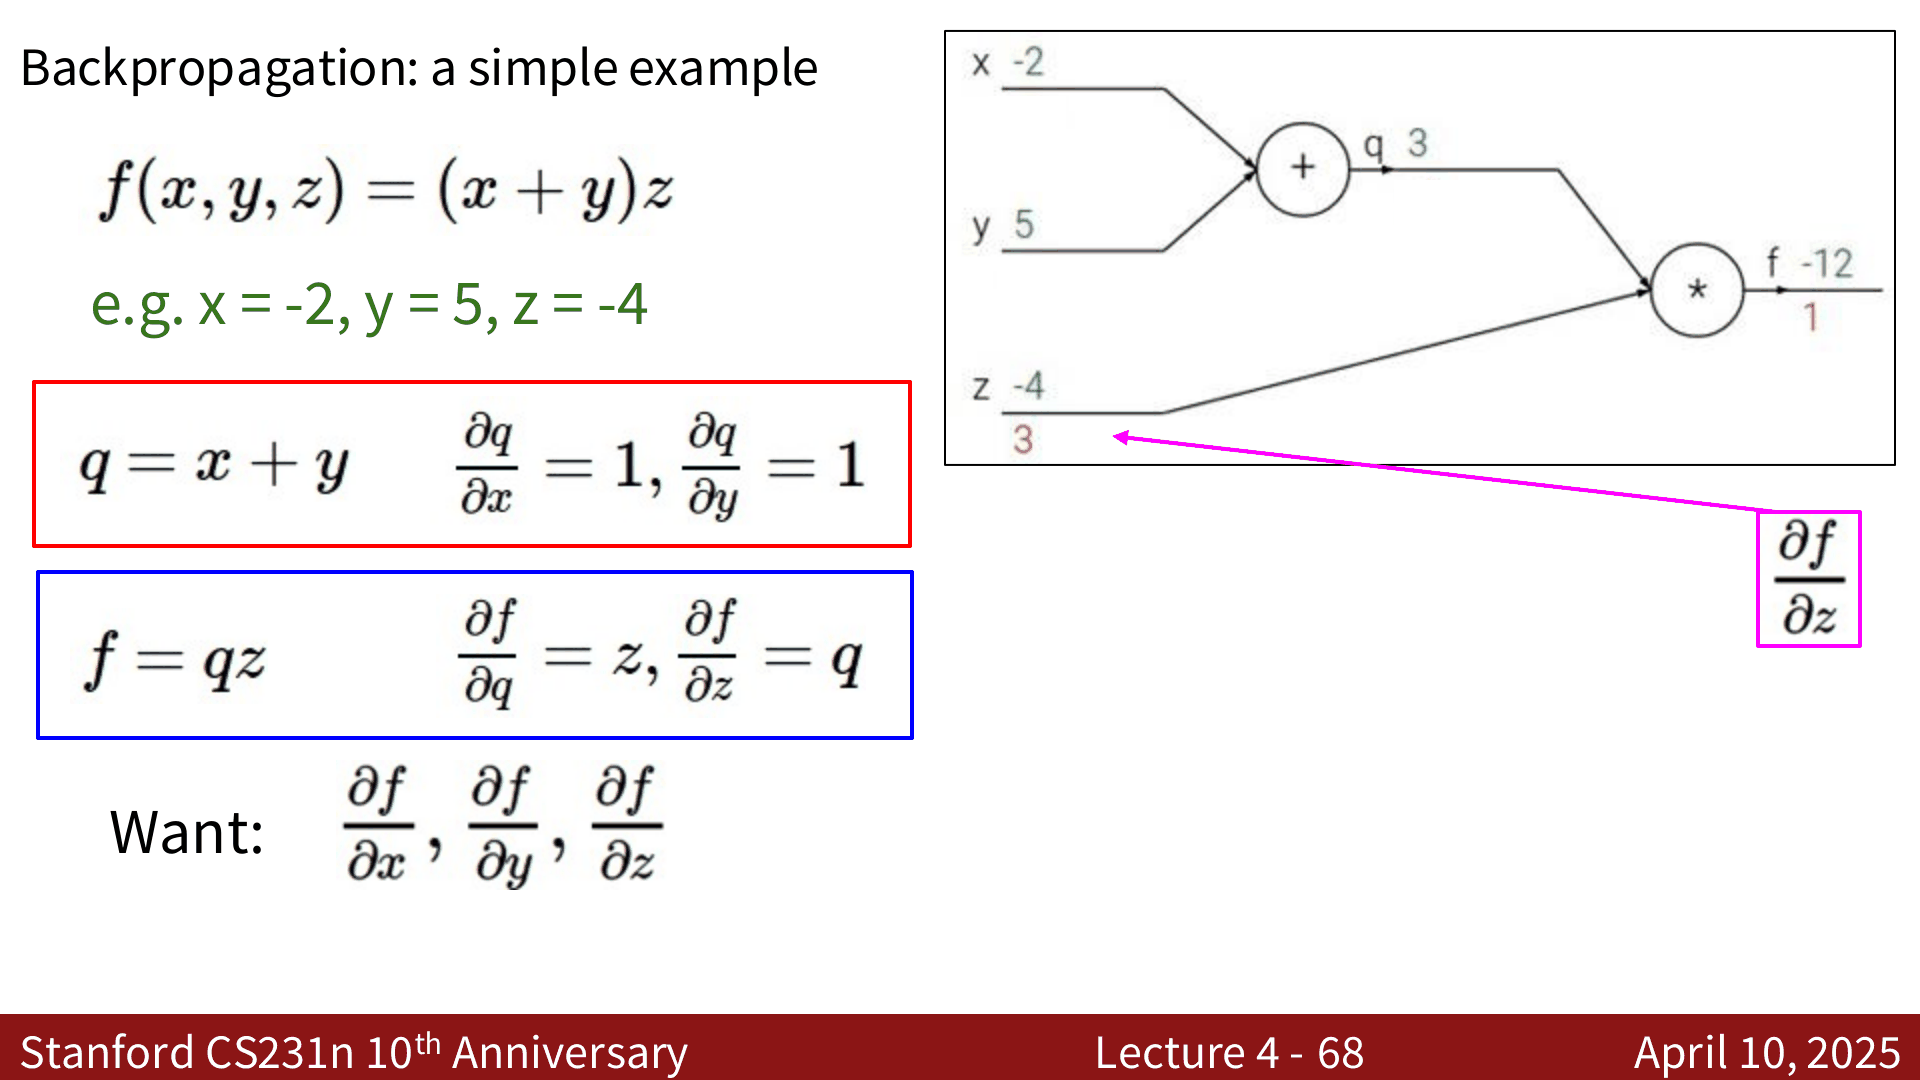 Backpropagation: a simple example
f(x, y, z) = (x + y)z
e.g. x = -2, y = 5, z = -4
q = x + y   ∂q/∂x = 1, ∂q/∂y = 1
f = qz   ∂f/∂q = z, ∂f/∂z = q
Want: ∂f/∂x, ∂f/∂y, ∂f/∂z
x -2
+
q 3
y 5
*
f -12
1
z -4
3
∂f/∂z
Stanford CS231n 10th Anniversary
Lecture 4 - 68
April 10, 2025